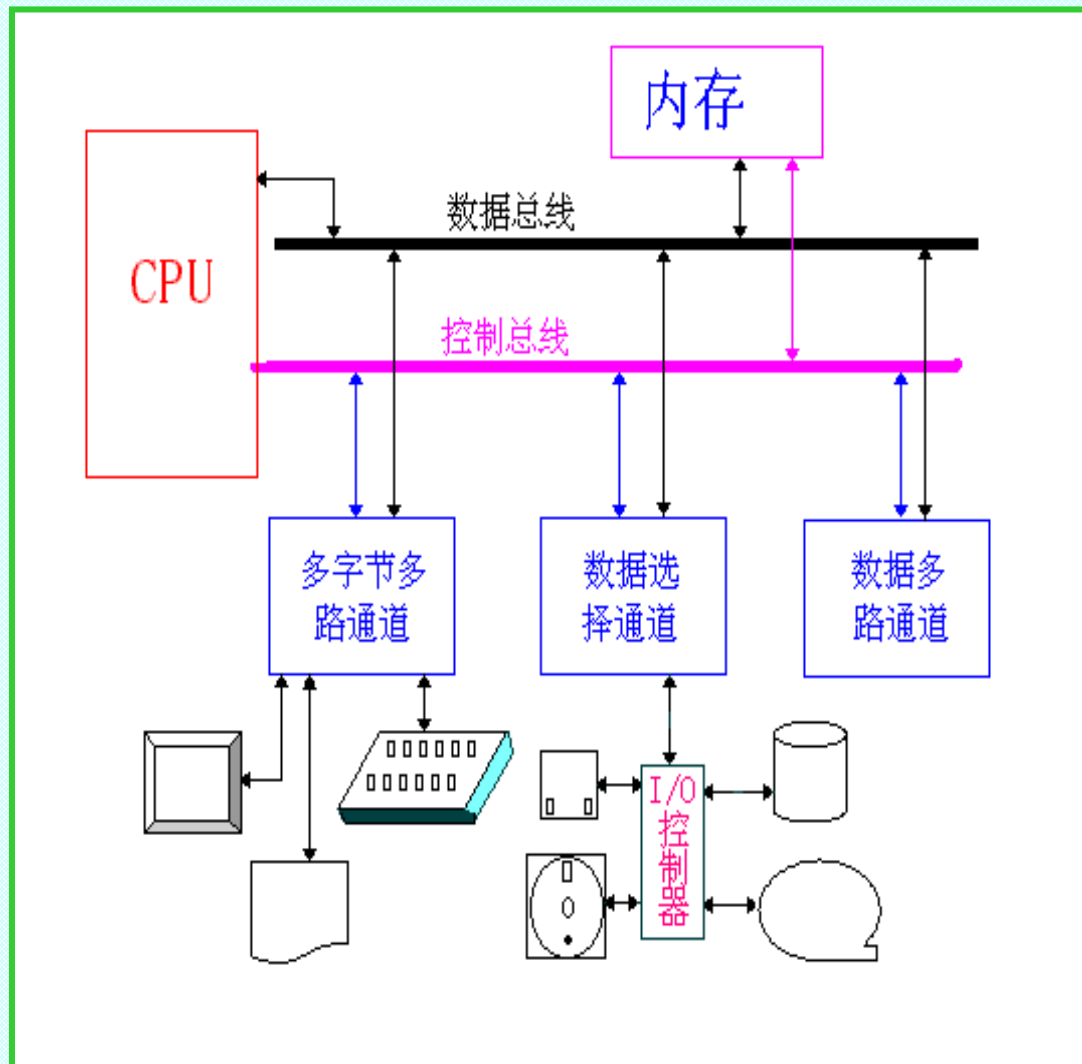 内存
数据总线
CPU
控制总线
多字节多
路通道
数据选
择通道
数据多
路通道
I/O
控
制
器